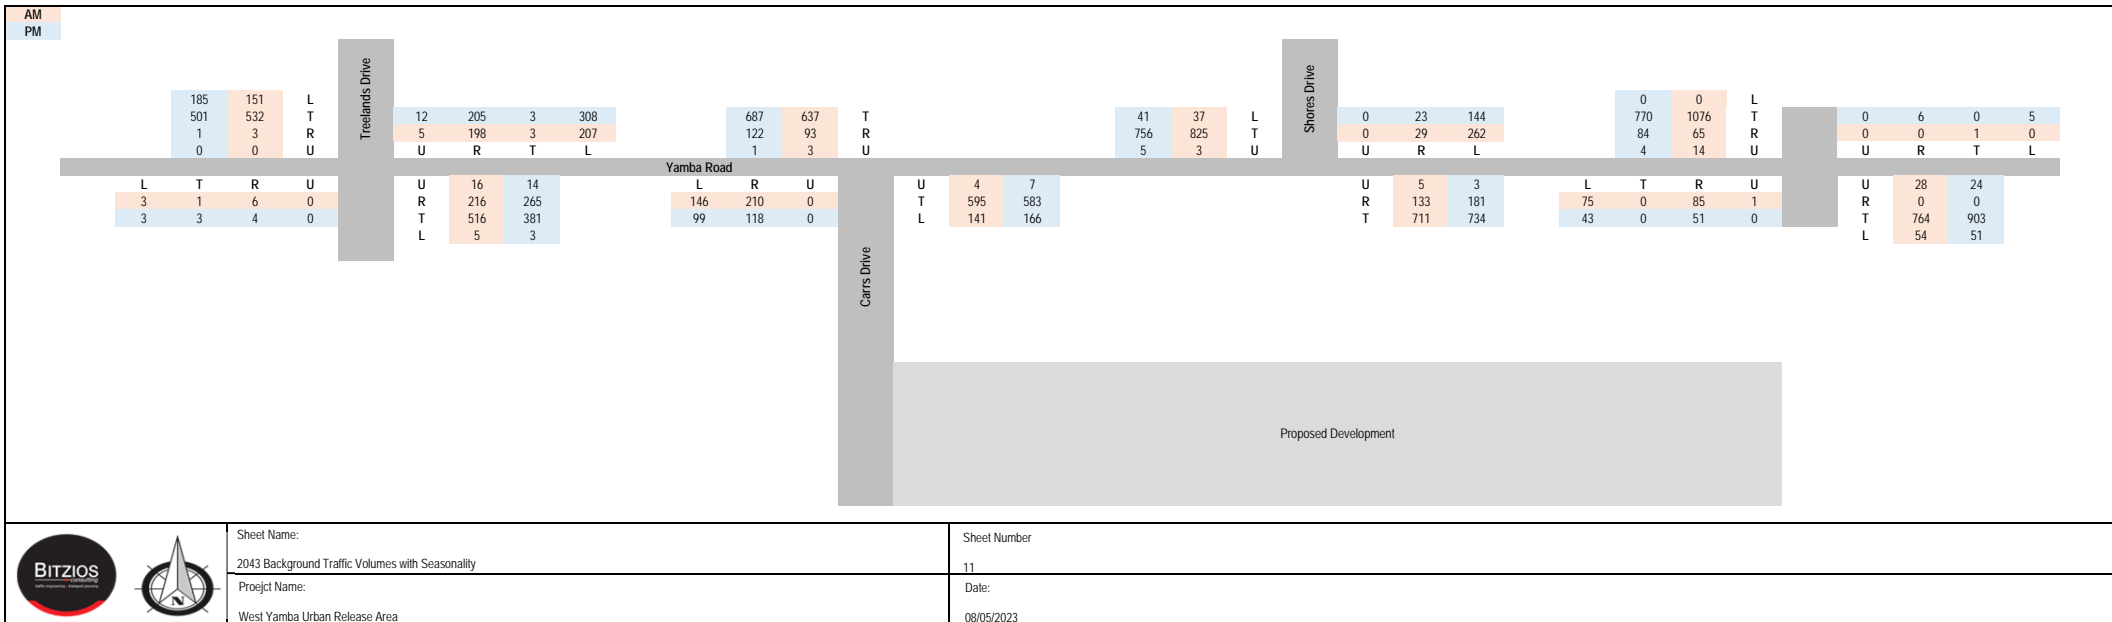 AM
PM
Treelands Drive
Shores Drive
185 151 L
501 532 T
1 3 R
0 0 U
12 205 3 308
5 198 3 207
U R T L
687 637 T
122 93 R
1 3 U
41 37 L
756 825 T
5 3 U
0 23 144
0 29 262
U R L
0 0 L
770 1076 T
84 65 R
4 14 U
0 6 0 5
0 0 1 0
U R T L
Yamba Road
L T R U
3 1 6 0
3 3 4 0
U 16 14
R 216 265
T 516 381
L 5 3
L R U
146 210 0
99 118 0
U 4 7
T 595 583
L 141 166
U 5 3
R 133 181
T 711 734
L T R U
75 0 85 1
43 0 51 0
U 28 24
R 0 0
T 764 903
L 54 51
Carrs Drive
Proposed Development
BITZIOS
consulting
N
Sheet Name:
2043 Background Traffic Volumes with Seasonality
Proejct Name:
West Yamba Urban Release Area
Sheet Number
11
Date:
08/05/2023